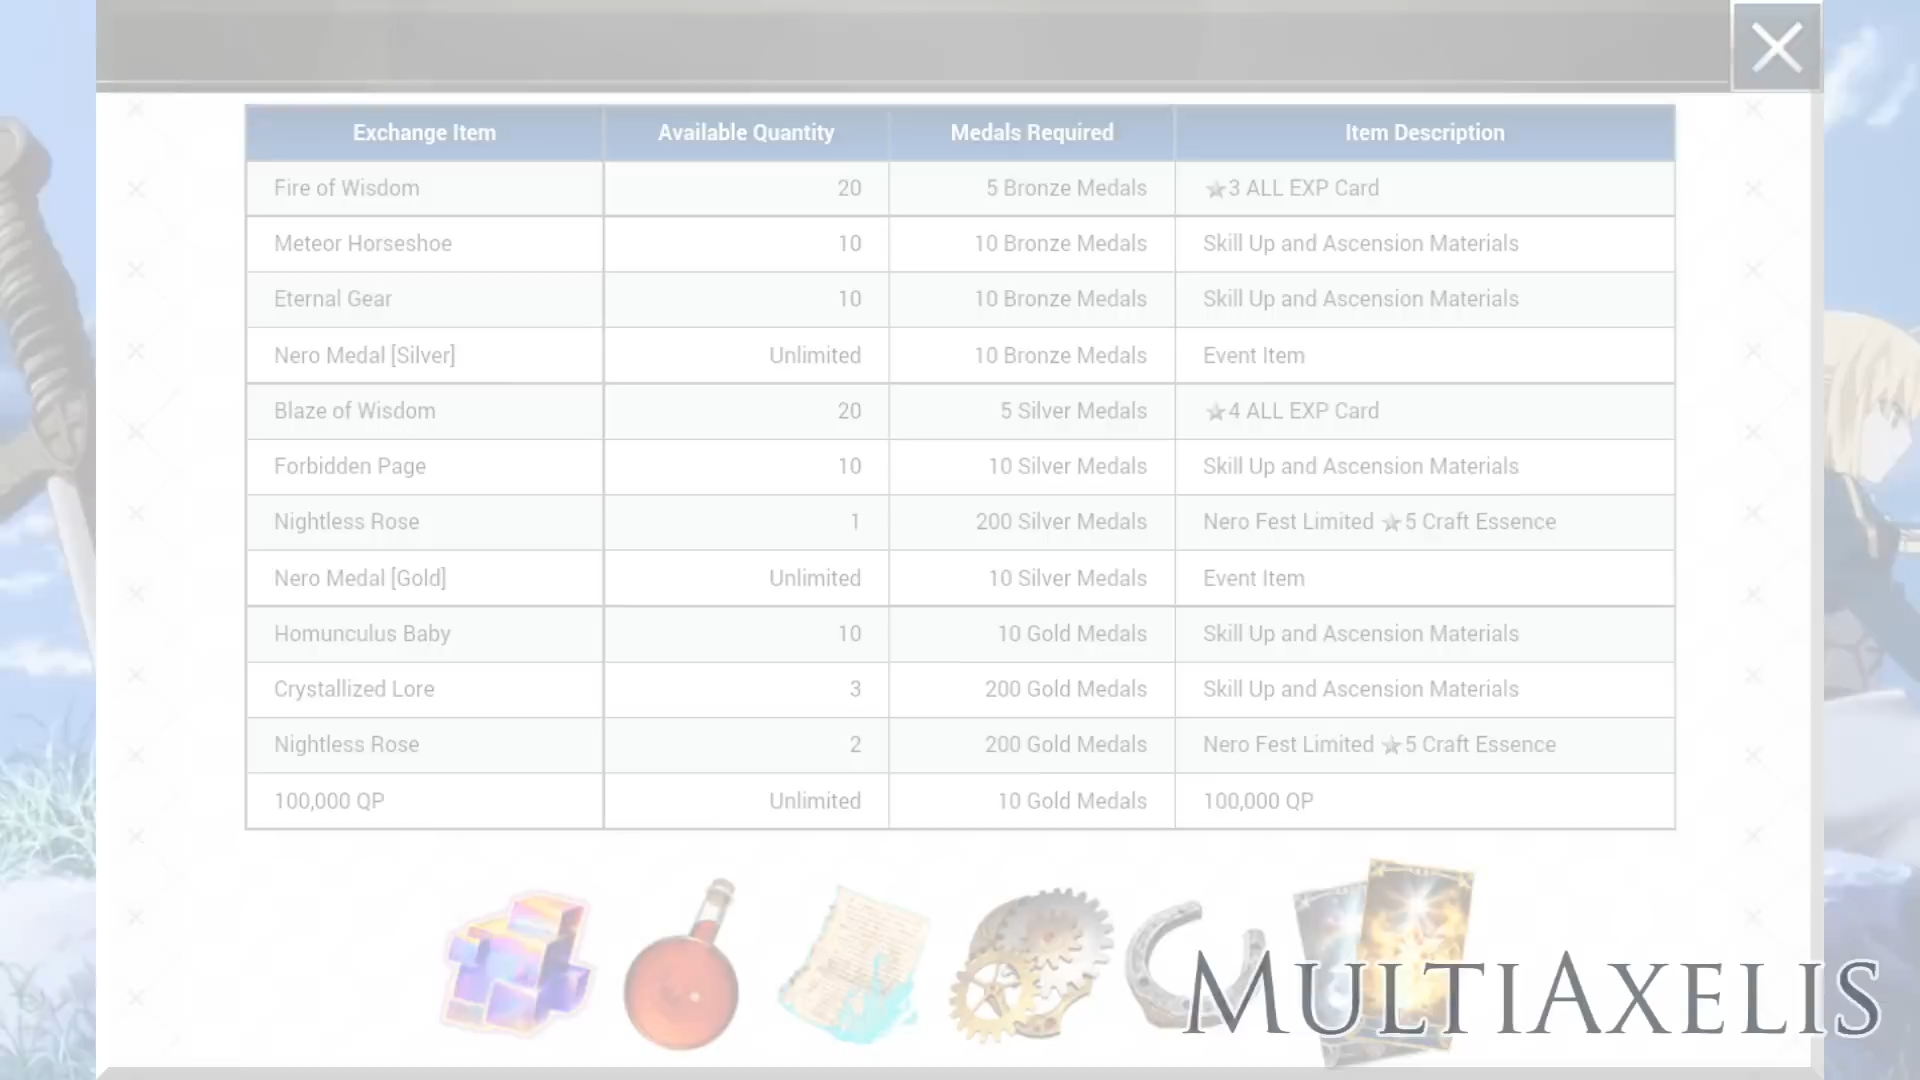 Exchange Item Available Quantity Medals Required Item Description
Fire of Wisdom 20 5 Bronze Medals ★3 ALL EXP Card
Meteor Horseshoe 10 10 Bronze Medals Skill Up and Ascension Materials
Eternal Gear 10 10 Bronze Medals Skill Up and Ascension Materials
Nero Medal [Silver] Unlimited 10 Bronze Medals Event Item
Blaze of Wisdom 20 5 Silver Medals ★4 ALL EXP Card
Forbidden Page 10 10 Silver Medals Skill Up and Ascension Materials
Nightless Rose 1 200 Silver Medals Nero Fest Limited ★5 Craft Essence
Nero Medal [Gold] Unlimited 10 Silver Medals Event Item
Homunculus Baby 10 10 Gold Medals Skill Up and Ascension Materials
Crystallized Lore 3 200 Gold Medals Skill Up and Ascension Materials
Nightless Rose 2 200 Gold Medals Nero Fest Limited ★5 Craft Essence
100,000 QP Unlimited 10 Gold Medals 100,000 QP
MULTIAXELIS